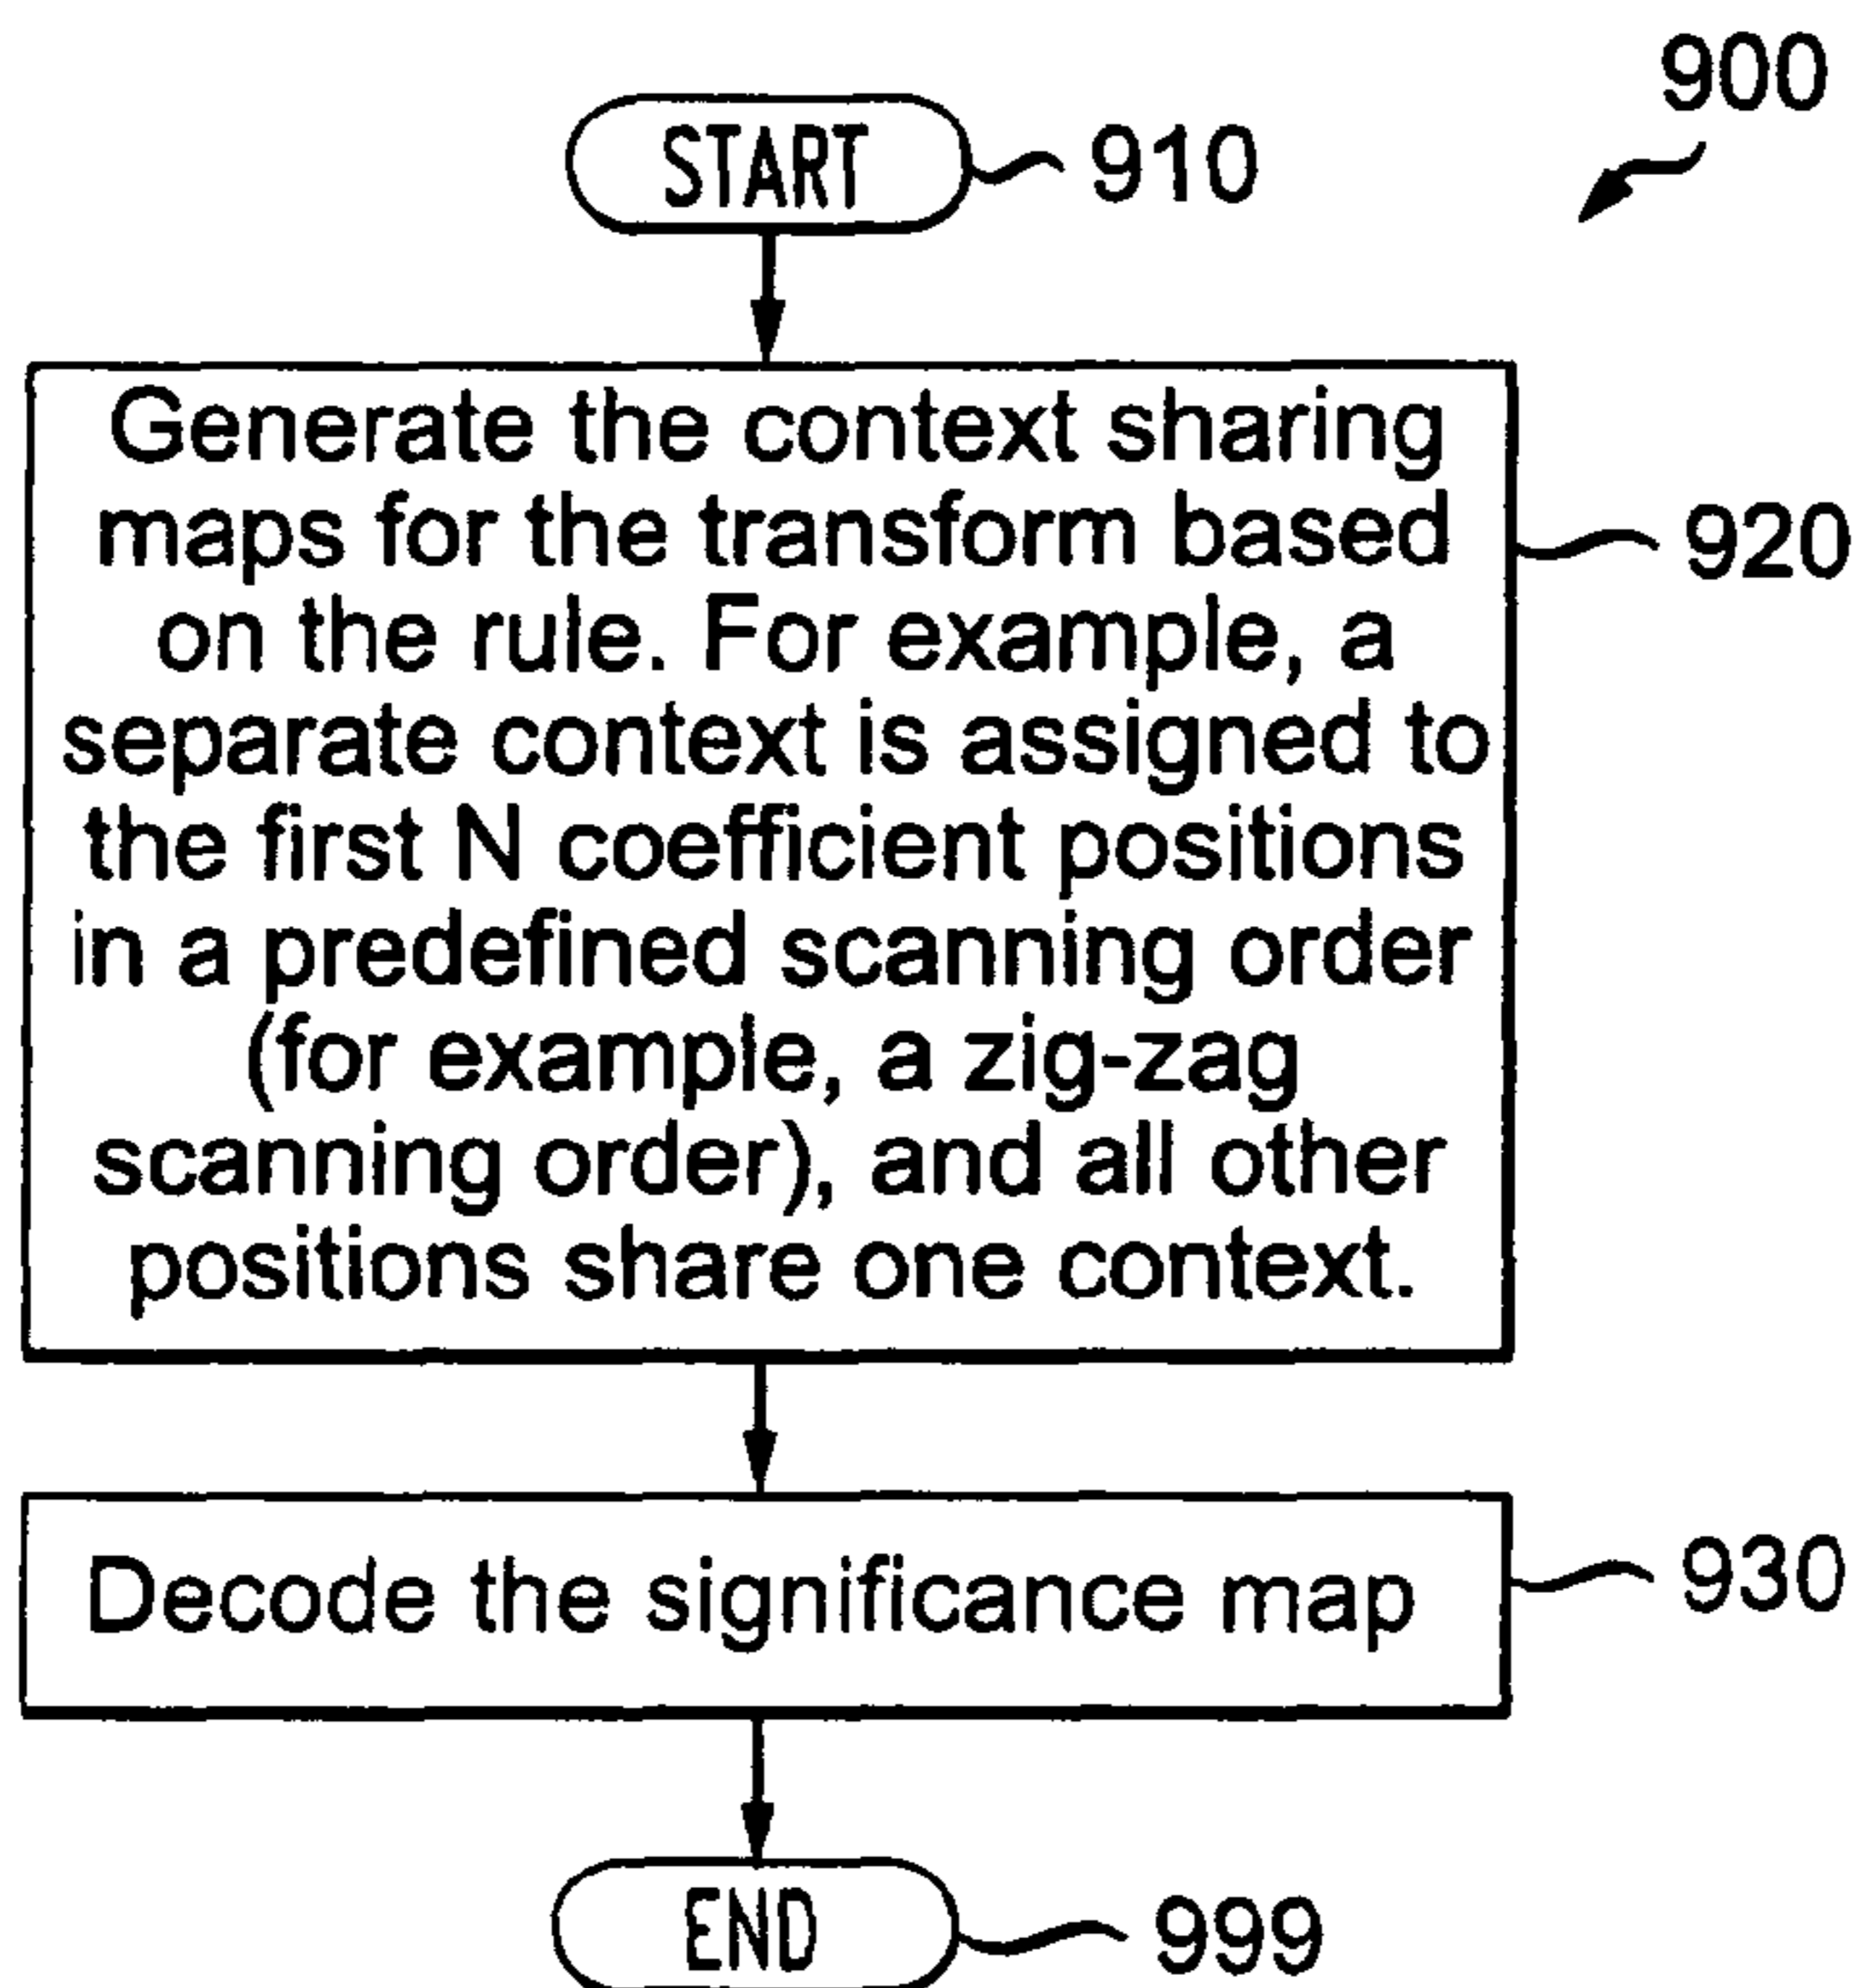 900
START
910
Generate the context sharing
maps for the transform based
on the rule. For example, a
separate context is assigned to
the first N coefficient positions
in a predefined scanning order
(for example, a zig-zag
scanning order), and all other
positions share one context.
920
Decode the significance map
930
END
999